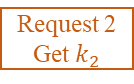 Request 2
Get k₂